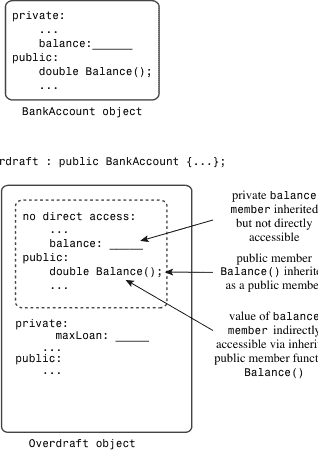 private:
...
balance:______
public:
double Balance();
...
BankAccount object
rdraft : public BankAccount {...};
no direct access:
...
balance: _____
public:
double Balance();
...
private:
maxLoan: _____
...
public:
...
Overdraft object
private balance
member inherited
but not directly
accessible
public member
Balance() inherite
as a public membe
value of balance
member indirectly
accessible via inheri
public member funct
Balance()